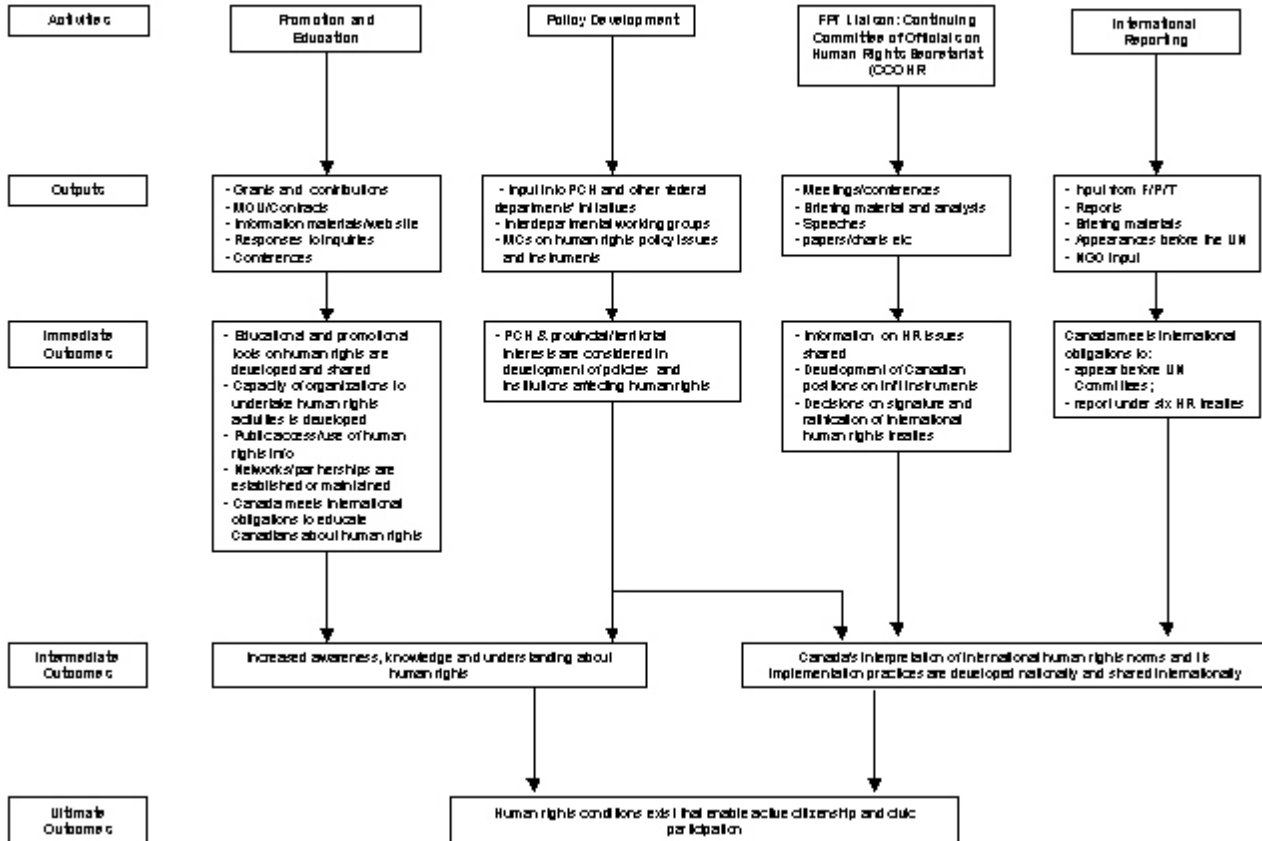 Activities
Promotion and
Education
Policy Development
FPT Liaison: Continuing
Committee of Official on
Human Rights Secretariat
(CCOHR
International
Reporting
Outputs
- Grants and contributions
- MOU/Contracts
- Information materials/web site
- Responses to inquiries
- Conferences
- Input into PCH and other federal
departments' initiatives
- Interdepartmental working groups
- MCs on human rights policy issues
and instruments
- Meetings/conferences
- Briefing material and analysis
- Speeches
- papers/charts etc
- Input from F/P/T
- Reports
- Briefing materials
- Appearances before the UN
- NGO input
Immediate
Outcomes
- Educational and promotional
tools on human rights are
developed and shared
- Capacity of organizations to
undertake human rights
activities is developed
- Public access/use of human
rights info
- Networks/partnerships are
established or maintained
- Canada meets international
obligations to educate
Canadians about human rights
- PCH & provincial/territorial
interests are considered in
development of policies and
institutions affecting human rights
- Information on HR issues
shared
- Development of Canadian
positions on int'l instruments
- Decisions on signature and
ratification of international
human rights treaties
Canada meets international
obligations to:
- appear before UN
Committees;
- report under six HR treaties
Intermediate
Outcomes
Increased awareness, knowledge and understanding about
human rights
Canada's interpretation of international human rights norms and its
implementation practices are developed nationally and shared internationally
Ultimate
Outcomes
Human rights conditions exist that enable active citizenship and civic
participation